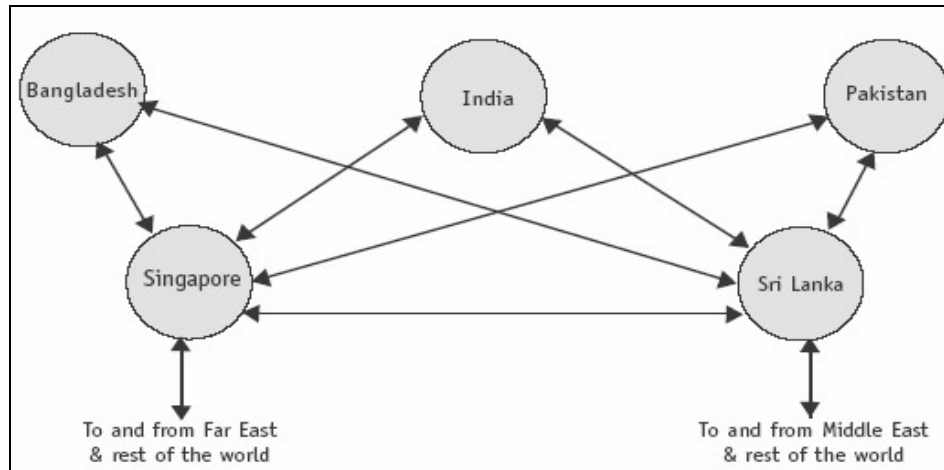 Bangladesh
India
Pakistan
Singapore
Sri Lanka
To and from Far East
& rest of the world
To and from Middle East
& rest of the world